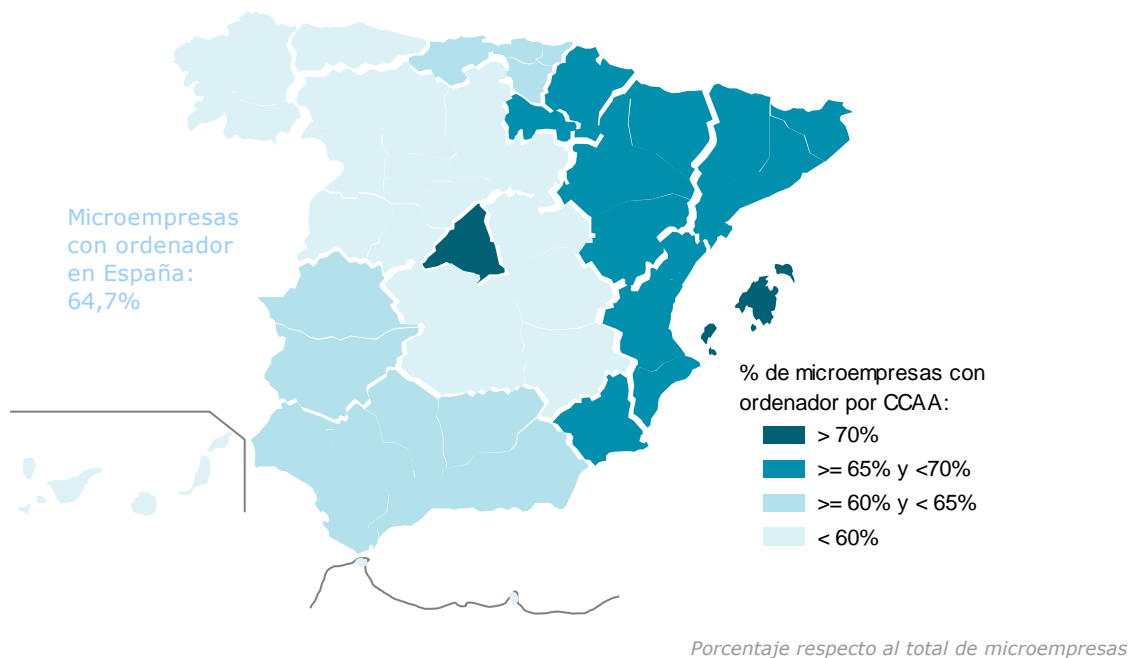 Microempresas
con ordenador
en España:
64,7%
% de microempresas con
ordenador por CCAA:
> 70%
>= 65% y <70%
>= 60% y < 65%
< 60%
Porcentaje respecto al total de microempresas